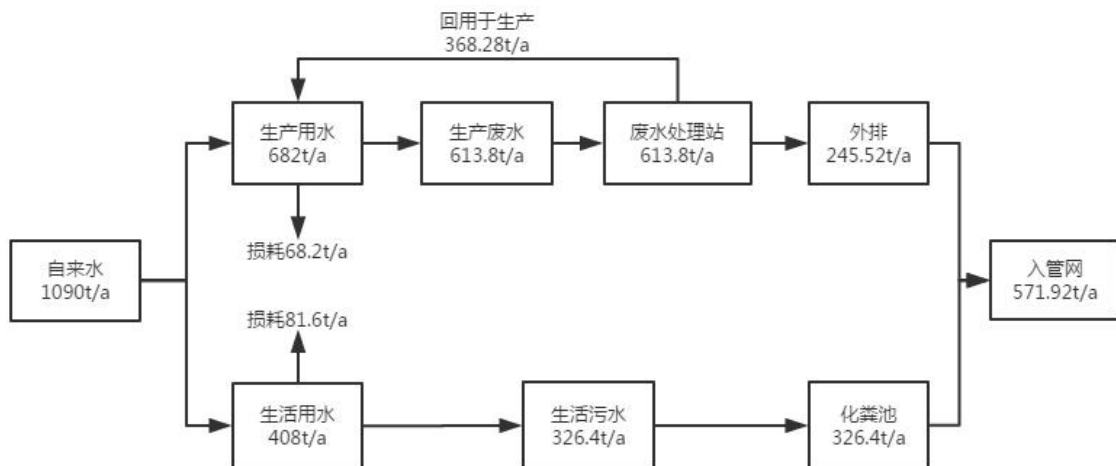 回用于生产
368.28t/a
生产用水
682t/a
生产废水
613.8t/a
废水处理站
613.8t/a
外排
245.52t/a
损耗68.2t/a
自来水
1090t/a
入管网
571.92t/a
损耗81.6t/a
生活用水
408t/a
生活污水
326.4t/a
化粪池
326.4t/a